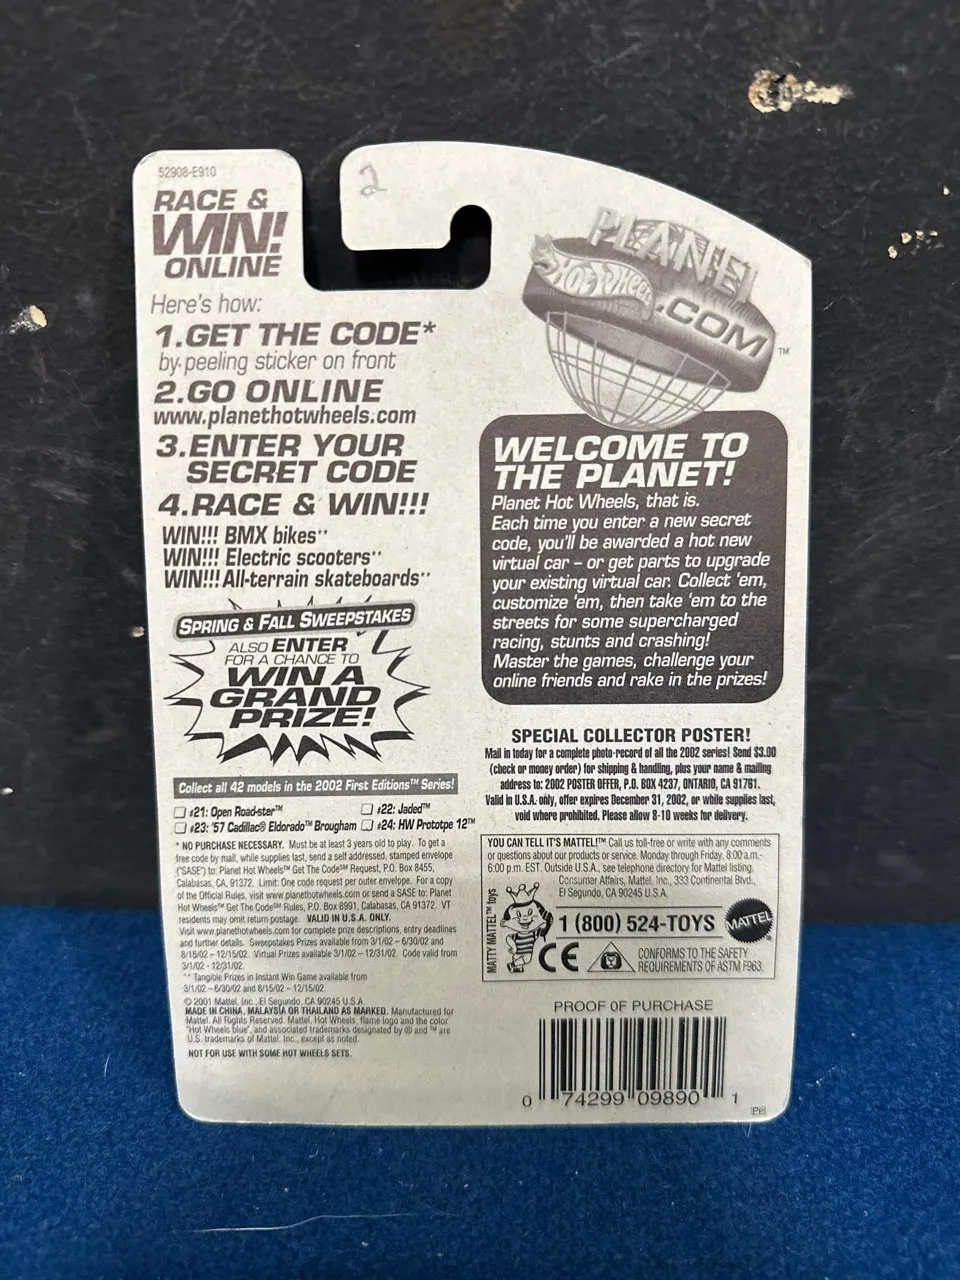 52908-E910
RACE &
WIN!
ONLINE
Here's how:
1.GET THE CODE*
by peeling sticker on front
2.GO ONLINE
www.planethotwheels.com
3.ENTER YOUR
SECRET CODE
4.RACE & WIN!!!
WIN!!! BMX bikes**
WIN!!! Electric scooters**
WIN!!! All-terrain skateboards**
SPRING & FALL SWEEPSTAKES
ALSO ENTER
FOR A CHANCE TO
WIN A
GRAND
PRIZE!
Collect all 42 models in the 2002 First Editions™ Series!
#21: Open Road-ster™ #22: Jaded™
#23: '57 Cadillac® Eldorado™ Brougham #24: HW Prototpe 12™
* NO PURCHASE NECESSARY. Must be at least 3 years old to play. To get a
free code by mail, while supplies last, send a self addressed, stamped envelope
("SASE") to: Planet Hot Wheels℠ Get The Code℠ Request, P.O. Box 8455,
Calabasas, CA, 91372. Limit: One code request per outer envelope. For a copy
of the Official Rules, visit www.planethotwheels.com or send a SASE to: Planet
Hot Wheels℠ Get The Code℠ Rules, P.O. Box 8991, Calabasas, CA 91372. VT
residents may omit return postage. VALID IN U.S.A. ONLY.
Visit www.planethotwheels.com for complete prize descriptions, entry deadlines
and further details. Sweepstakes Prizes available from 3/1/02 – 6/30/02 and
8/15/02 – 12/15/02. Virtual Prizes available 3/1/02 – 12/31/02. Code valid from
3/1/02 - 12/31/02.
** Tangible Prizes in Instant Win Game available from
3/1/02 – 6/30/02 and 8/15/02 – 12/15/02.
© 2001 Mattel, Inc., El Segundo, CA 90245 U.S.A.
MADE IN CHINA, MALAYSIA OR THAILAND AS MARKED. Manufactured for
Mattel. All Rights Reserved. Mattel, Hot Wheels, flame logo and the color
"Hot Wheels blue", and associated trademarks designated by ® and ™ are
U.S. trademarks of Mattel, Inc., except as noted.
NOT FOR USE WITH SOME HOT WHEELS SETS.
2
PLANET
HOT WHEELS
.COM
™
WELCOME TO
THE PLANET!
Planet Hot Wheels, that is.
Each time you enter a new secret
code, you'll be awarded a hot new
virtual car – or get parts to upgrade
your existing virtual car. Collect 'em,
customize 'em, then take 'em to the
streets for some supercharged
racing, stunts and crashing!
Master the games, challenge your
online friends and rake in the prizes!
SPECIAL COLLECTOR POSTER!
Mail in today for a complete photo-record of all the 2002 series! Send $3.00
(check or money order) for shipping & handling, plus your name & mailing
address to: 2002 POSTER OFFER, P.O. BOX 4237, ONTARIO, CA 91761.
Valid in U.S.A. only, offer expires December 31, 2002, or while supplies last,
void where prohibited. Please allow 8-10 weeks for delivery.
YOU CAN TELL IT'S MATTEL!™ Call us toll-free or write with any comments
or questions about our products or service. Monday through Friday, 8:00 a.m.-
6:00 p.m. EST. Outside U.S.A., see telephone directory for Mattel listing.
Consumer Affairs, Mattel, Inc., 333 Continental Blvd.,
El Segundo, CA 90245 U.S.A.
MATTY MATTEL™ toys
1 (800) 524-TOYS
MATTEL
CE
CONFORMS TO THE SAFETY
REQUIREMENTS OF ASTM F963.
PROOF OF PURCHASE
0 74299 09890 1